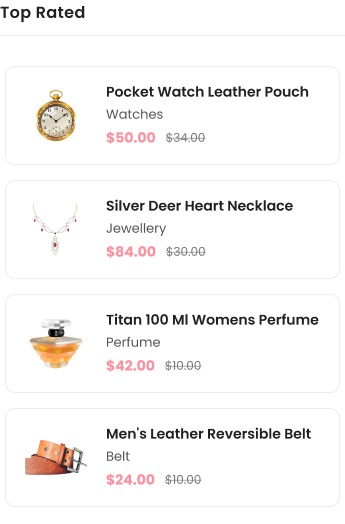 Top Rated
Pocket Watch Leather Pouch
Watches
$50.00 $34.00
Silver Deer Heart Necklace
Jewellery
$84.00 $30.00
Titan 100 Ml Womens Perfume
Perfume
$42.00 $10.00
Men's Leather Reversible Belt
Belt
$24.00 $10.00